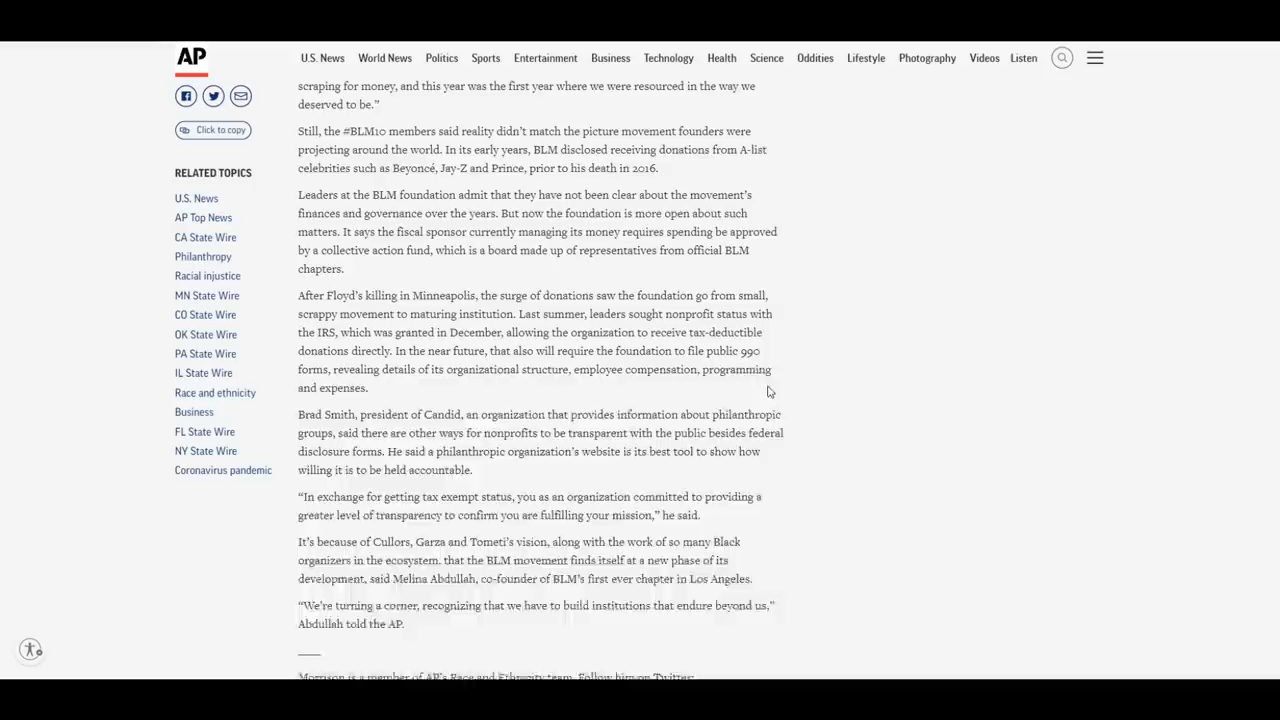 AP
U.S. News World News Politics Sports Entertainment Business Technology Health Science Oddities Lifestyle Photography Videos Listen
Click to copy
RELATED TOPICS
U.S. News
AP Top News
CA State Wire
Philanthropy
Racial injustice
MN State Wire
CO State Wire
OK State Wire
PA State Wire
IL State Wire
Race and ethnicity
Business
FL State Wire
NY State Wire
Coronavirus pandemic
scraping for money, and this year was the first year where we were resourced in the way we
deserved to be.”
Still, the #BLM10 members said reality didn’t match the picture movement founders were
projecting around the world. In its early years, BLM disclosed receiving donations from A-list
celebrities such as Beyoncé, Jay-Z and Prince, prior to his death in 2016.
Leaders at the BLM foundation admit that they have not been clear about the movement’s
finances and governance over the years. But now the foundation is more open about such
matters. It says the fiscal sponsor currently managing its money requires spending be approved
by a collective action fund, which is a board made up of representatives from official BLM
chapters.
After Floyd’s killing in Minneapolis, the surge of donations saw the foundation go from small,
scrappy movement to maturing institution. Last summer, leaders sought nonprofit status with
the IRS, which was granted in December, allowing the organization to receive tax-deductible
donations directly. In the near future, that also will require the foundation to file public 990
forms, revealing details of its organizational structure, employee compensation, programming
and expenses.
Brad Smith, president of Candid, an organization that provides information about philanthropic
groups, said there are other ways for nonprofits to be transparent with the public besides federal
disclosure forms. He said a philanthropic organization’s website is its best tool to show how
willing it is to be held accountable.
“In exchange for getting tax exempt status, you as an organization committed to providing a
greater level of transparency to confirm you are fulfilling your mission,” he said.
It’s because of Cullors, Garza and Tometi’s vision, along with the work of so many Black
organizers in the ecosystem. that the BLM movement finds itself at a new phase of its
development, said Melina Abdullah, co-founder of BLM’s first ever chapter in Los Angeles.
“We’re turning a corner, recognizing that we have to build institutions that endure beyond us,”
Abdullah told the AP.
Morrison is a member of AP’s Race and Ethnicity team. Follow him on Twitter: